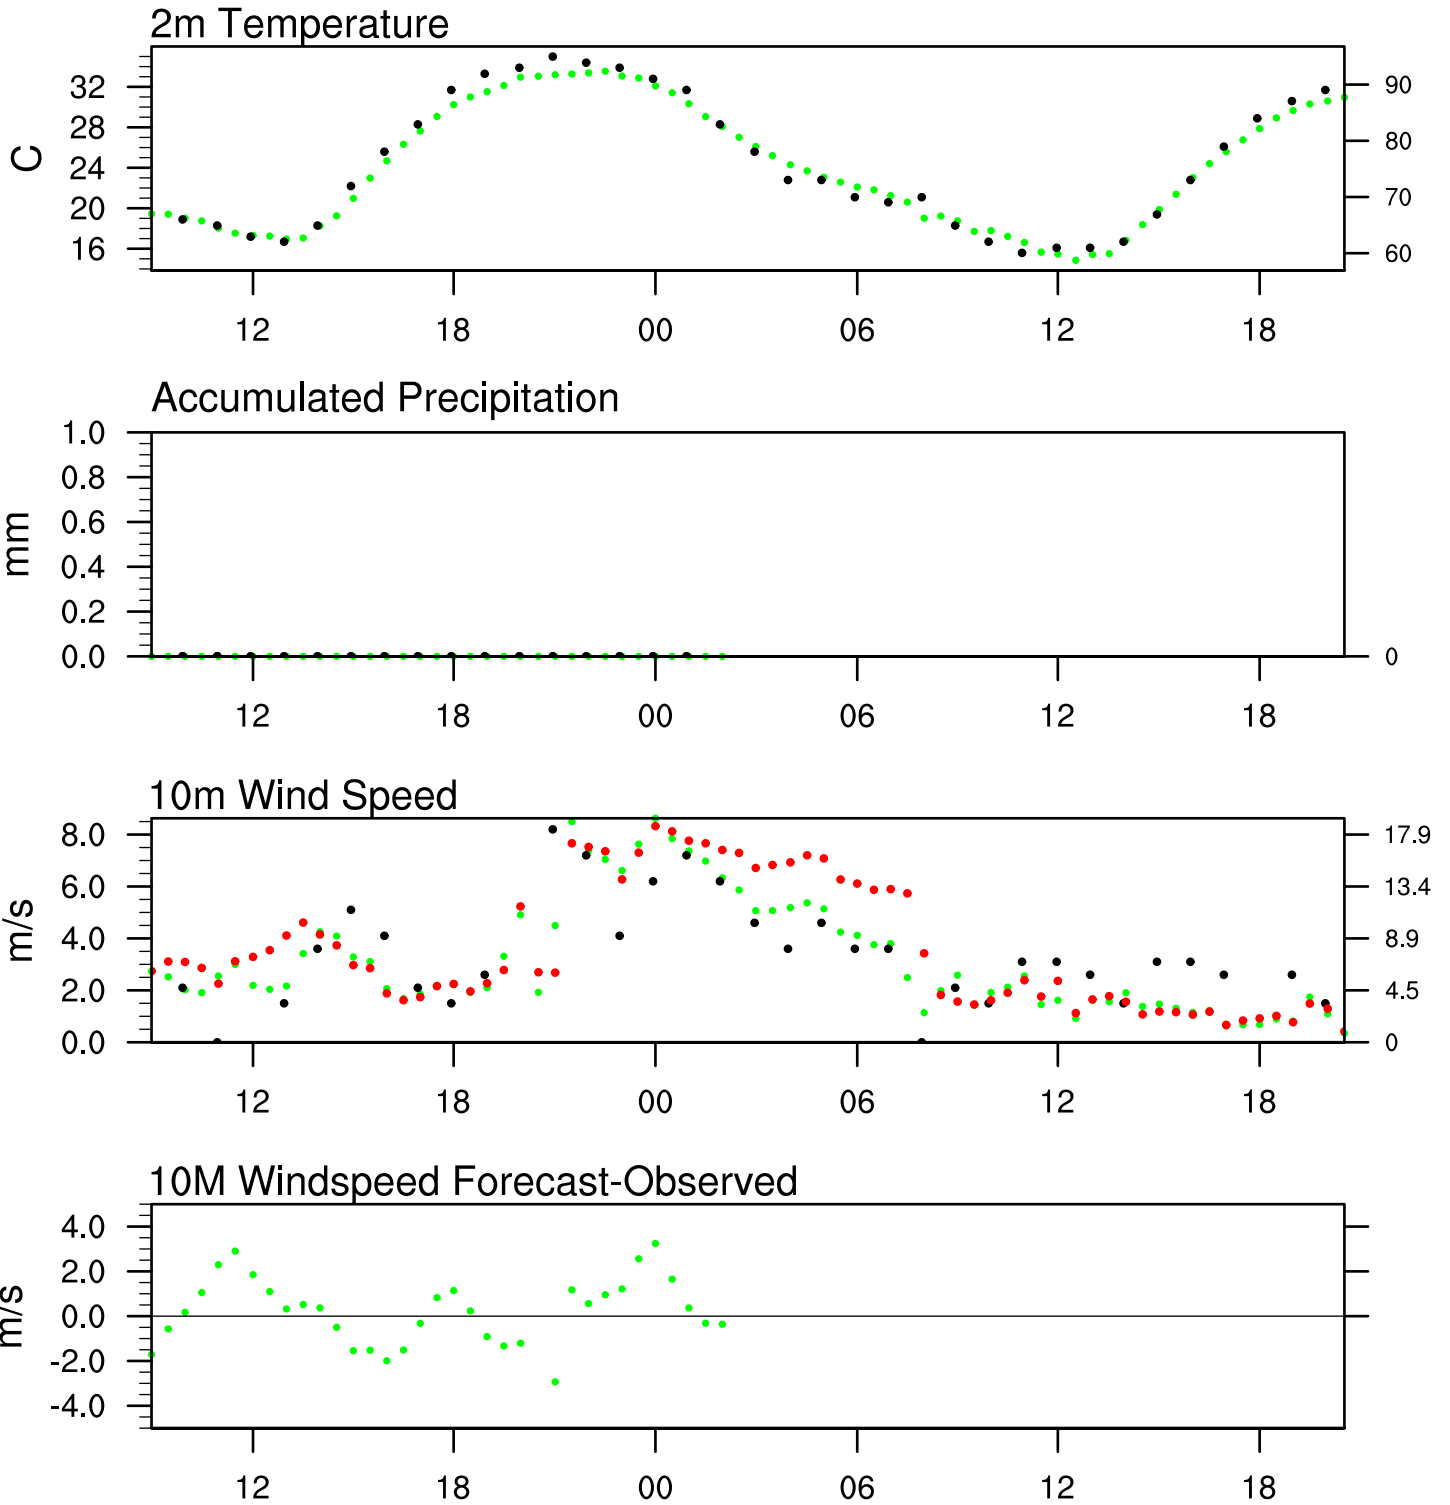 2m Temperature
C
32
28
24
20
16
90
80
70
60
12 18 00 06 12 18
Accumulated Precipitation
mm
1.0
0.8
0.6
0.4
0.2
0.0
0
12 18 00 06 12 18
10m Wind Speed
m/s
8.0
6.0
4.0
2.0
0.0
17.9
13.4
8.9
4.5
0
12 18 00 06 12 18
10M Windspeed Forecast-Observed
m/s
4.0
2.0
0.0
-2.0
-4.0
12 18 00 06 12 18